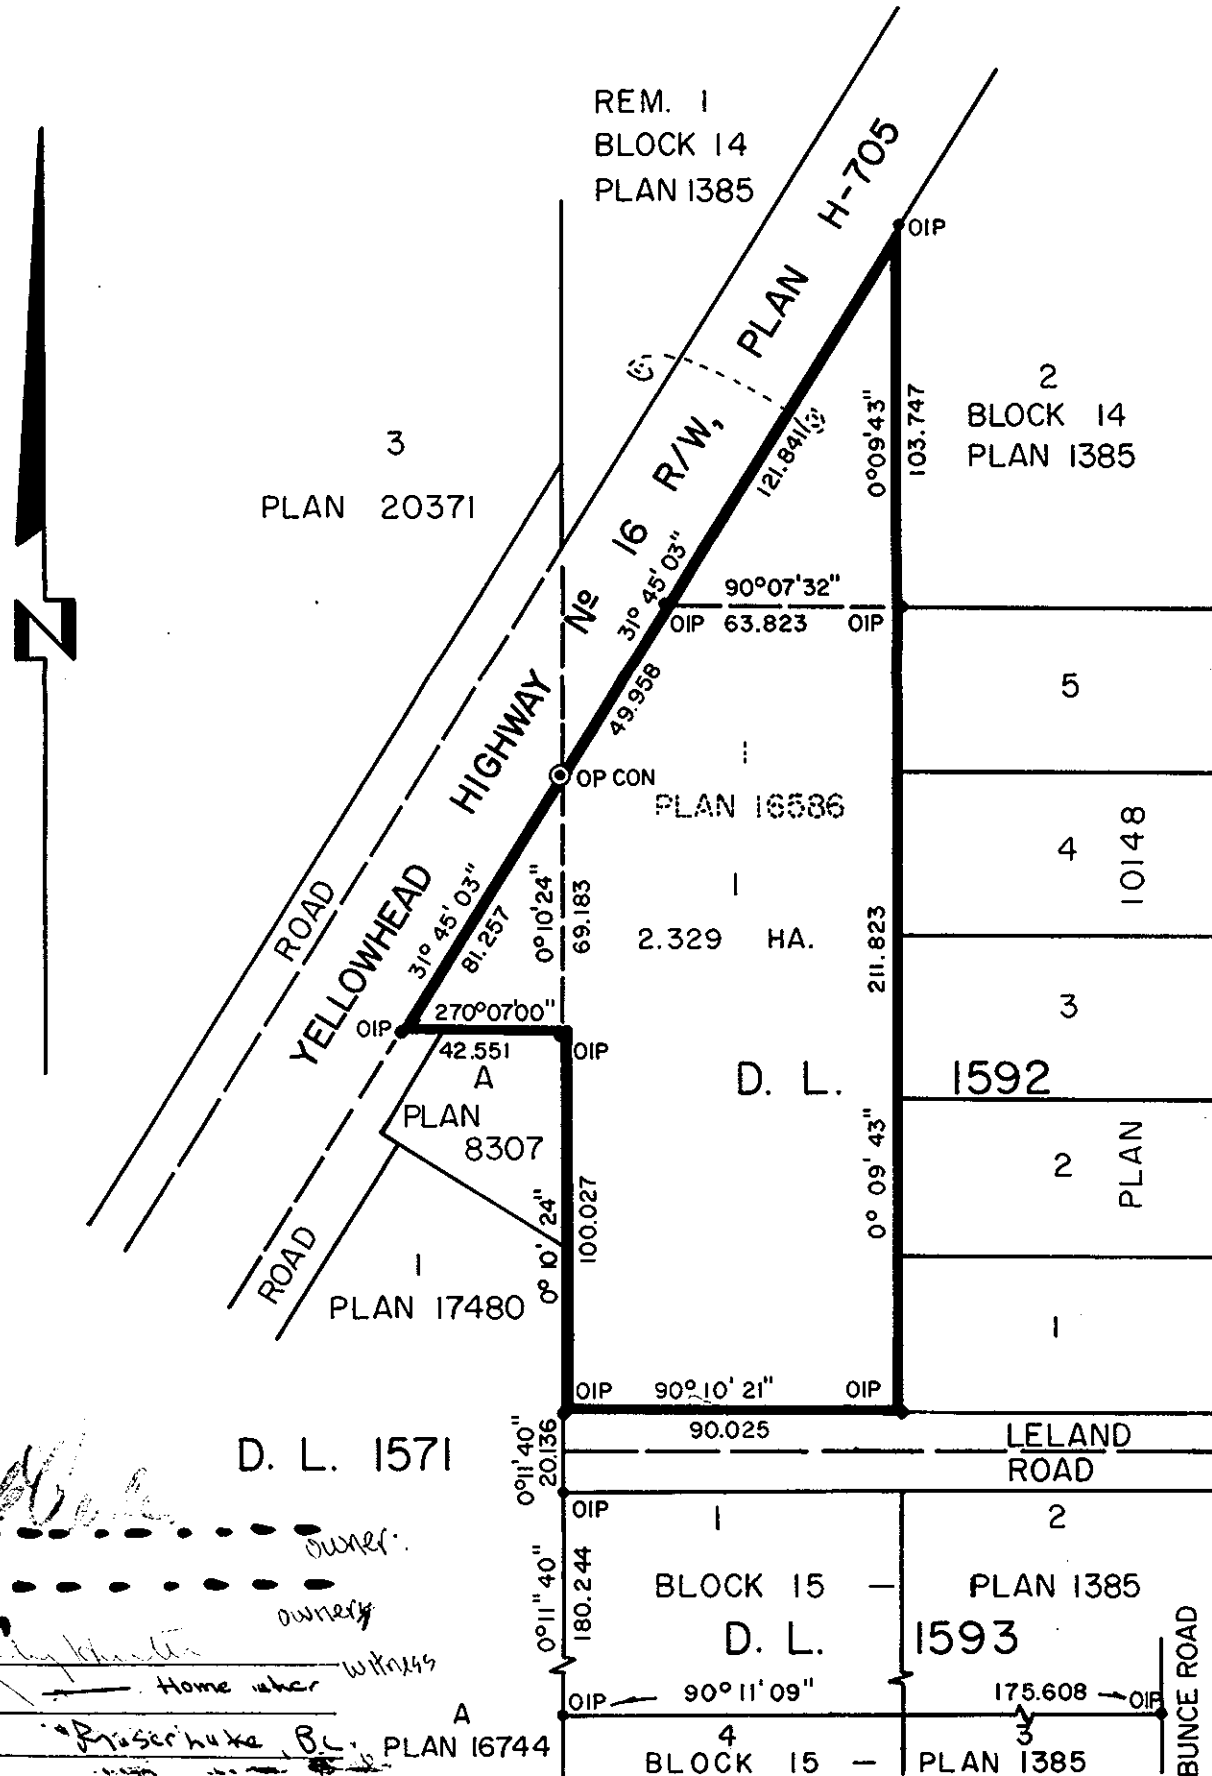 REM. 1
BLOCK 14
PLAN 1385
YELLOWHEAD HIGHWAY Nº 16 R/W, PLAN H-705
OIP
2
BLOCK 14
PLAN 1385
0°09'43"
103.747
121.841
3
PLAN 20371
31° 45' 03"
90°07'32"
OIP 63.823 OIP
49.958
5
OP CON
1
PLAN 16586
4
PLAN 10148
0°10'24"
69.183
1
2.329 HA.
211.823
ROAD
31° 45' 03"
81.257
3
OIP
270°07'00"
42.551
OIP
A
PLAN
8307
D. L. 1592
0° 09' 43"
2
0° 10' 24"
100.027
ROAD
1
PLAN 17480
1
OIP 90° 10' 21" OIP
90.025
D. L. 1571
0°11'40"
20.136
LELAND
ROAD
OIP
1
2
owner.
owner
0°11'40"
180.244
BLOCK 15 – PLAN 1385
D. L. 1593
witness
Home
OIP 90° 11' 09" 175.608 OIP
BUNCE ROAD
B.C.
A
PLAN 16744
4
3
BLOCK 15 – PLAN 1385